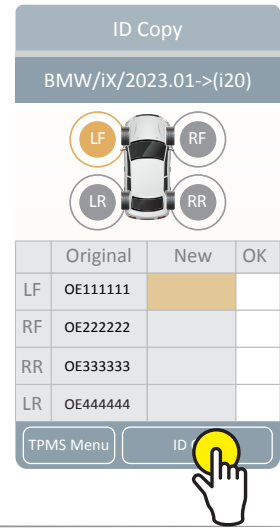 ID Copy
BMW/iX/2023.01->(i20)
LF RF
LR RR
Original New OK
LF OE111111
RF OE222222
RR OE333333
LR OE444444
TPMS Menu ID